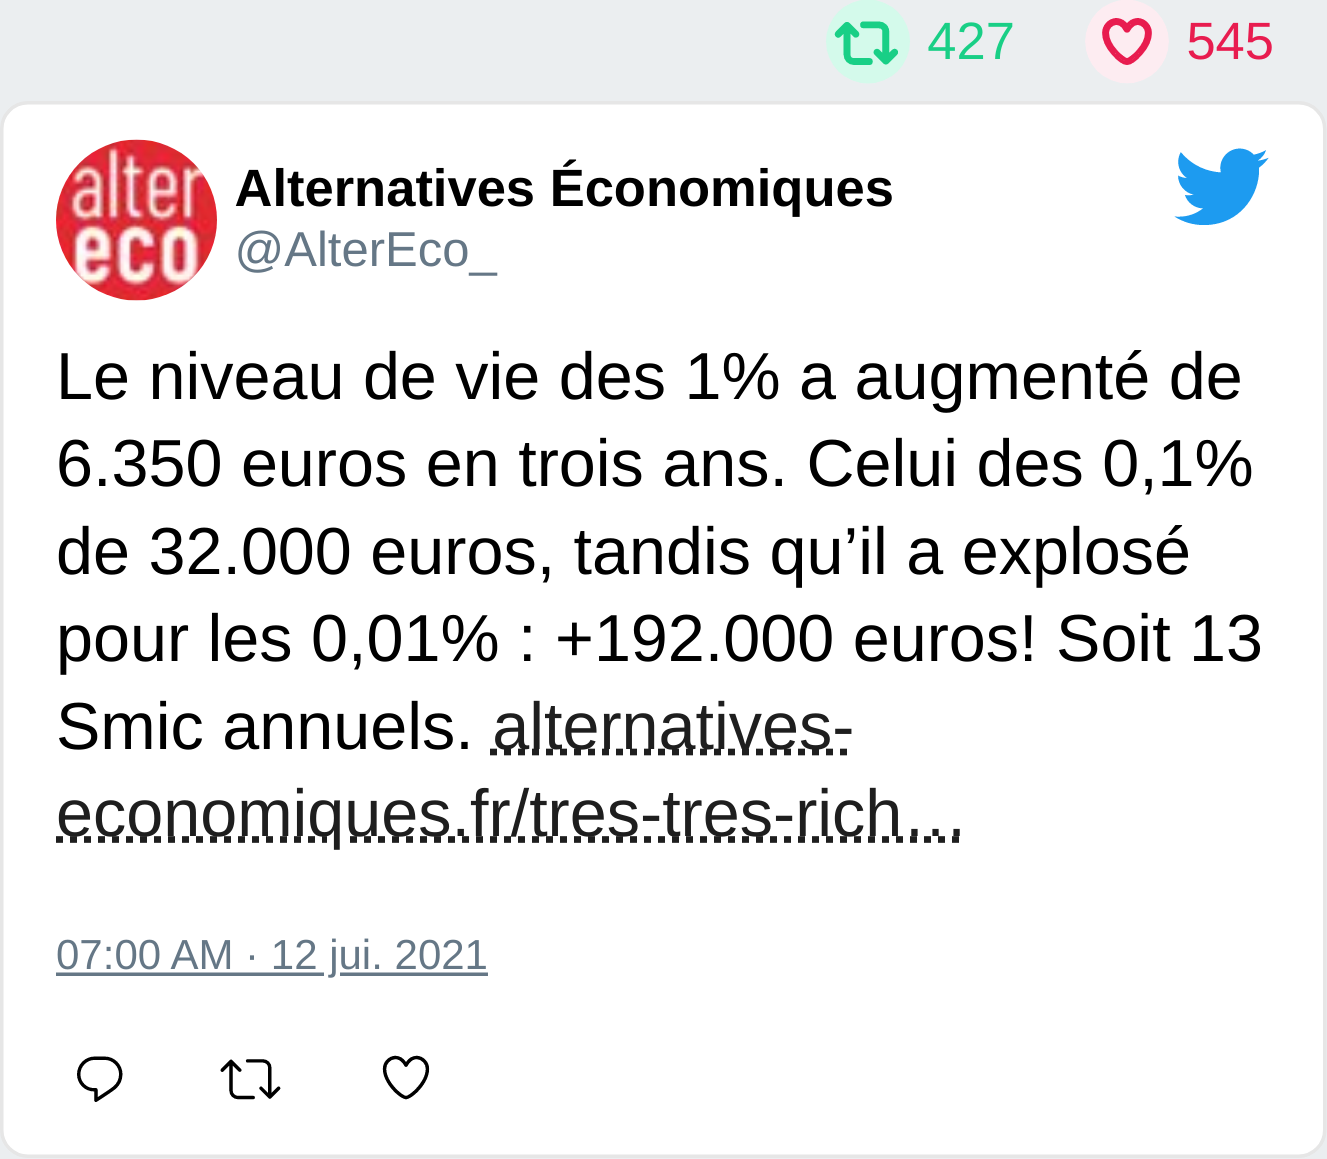 427 545
alter
eco
Alternatives Économiques
@AlterEco_
Le niveau de vie des 1% a augmenté de
6.350 euros en trois ans. Celui des 0,1%
de 32.000 euros, tandis qu’il a explosé
pour les 0,01% : +192.000 euros! Soit 13
Smic annuels. alternatives-
economiques.fr/tres-tres-rich…
07:00 AM · 12 jui. 2021